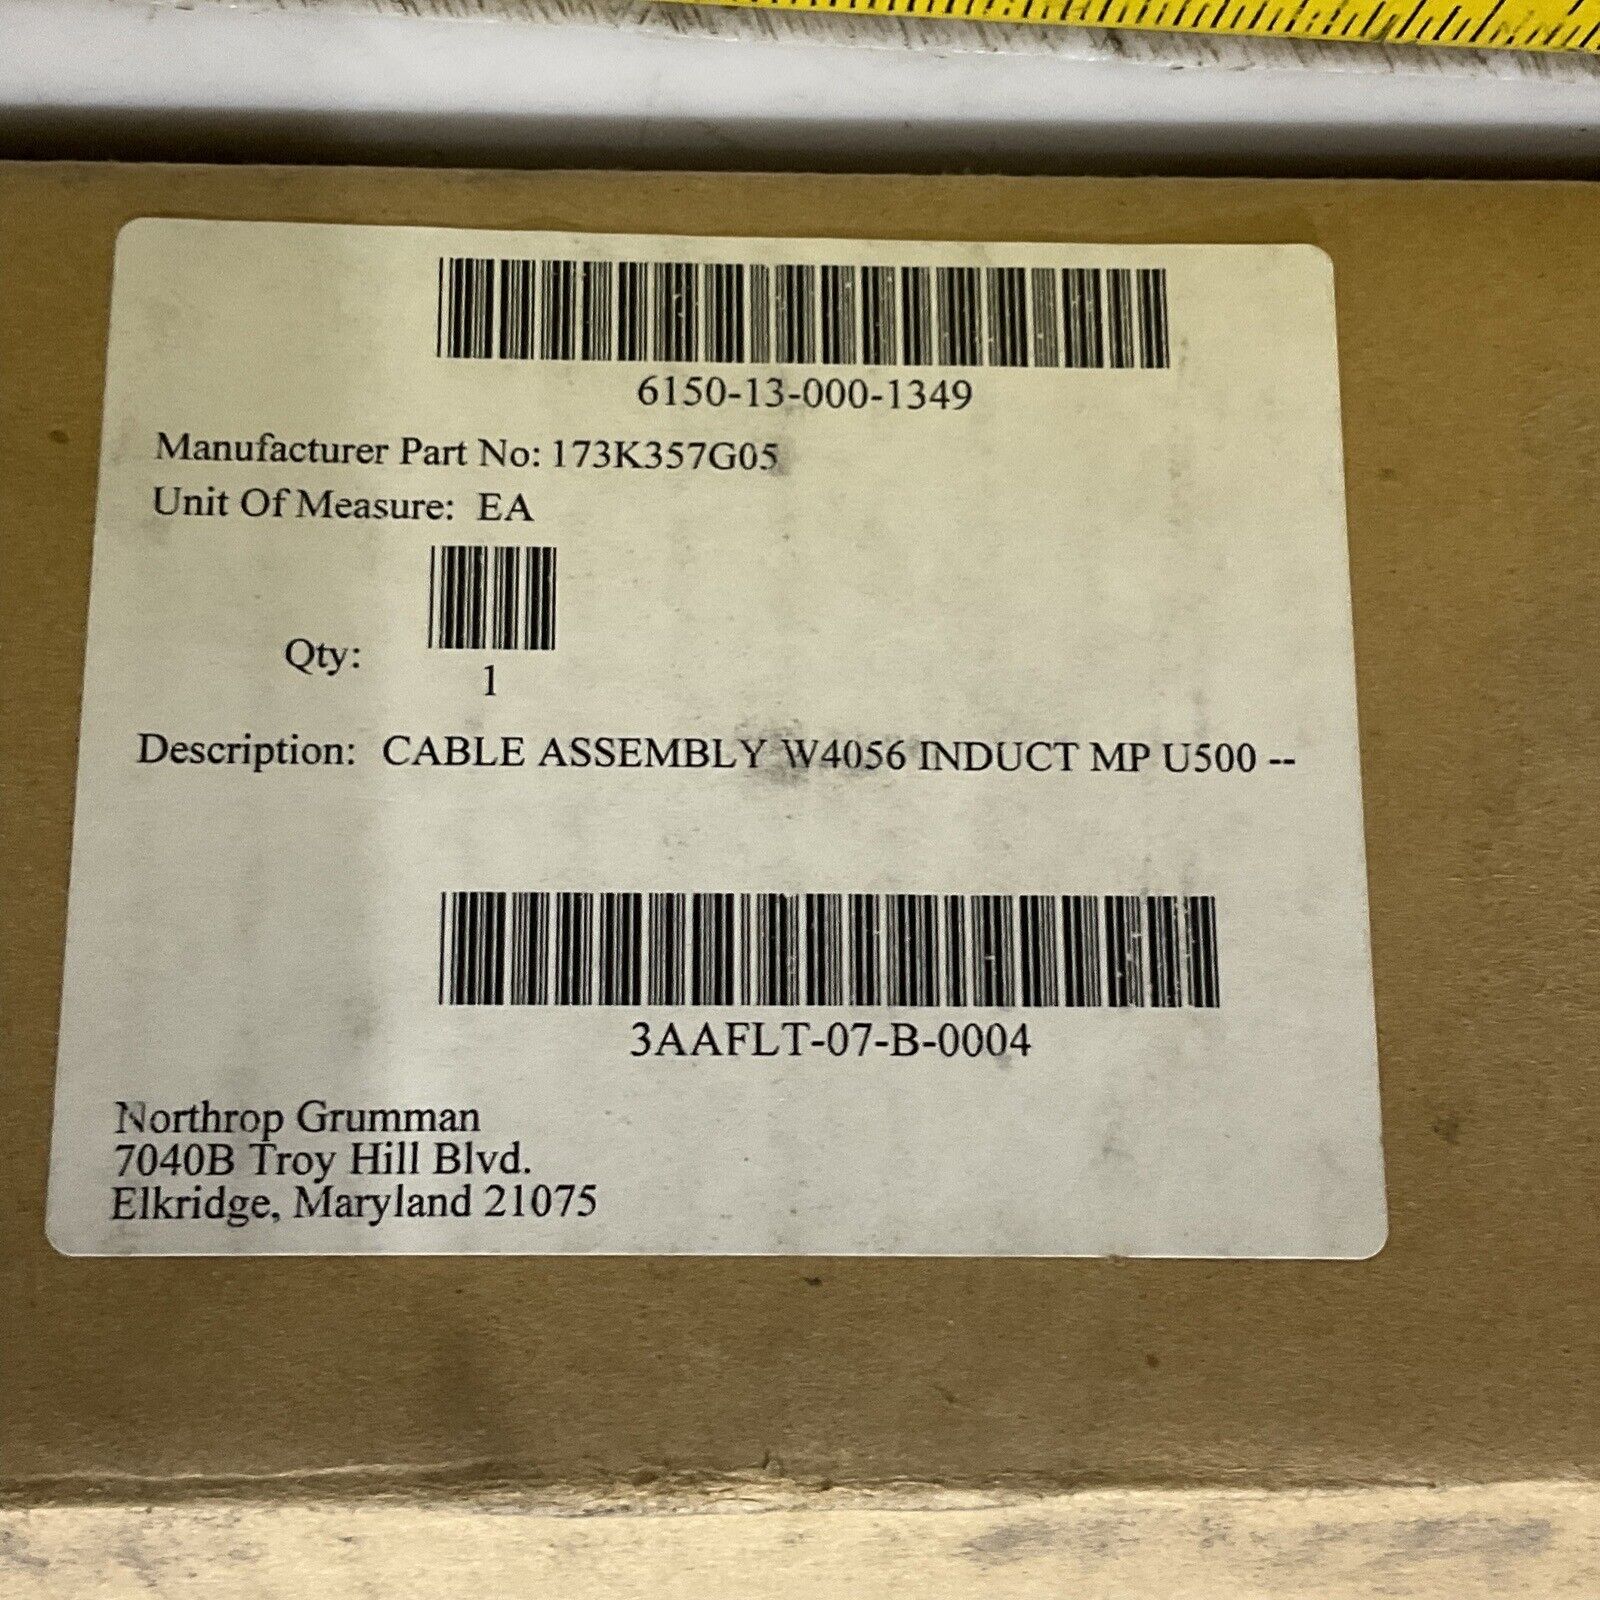 6150-13-000-1349
Manufacturer Part No: 173K357G05
Unit Of Measure: EA
Qty:
1
Description: CABLE ASSEMBLY W4056 INDUCT MP U500 --
3AAFLT-07-B-0004
Northrop Grumman
7040B Troy Hill Blvd.
Elkridge, Maryland 21075